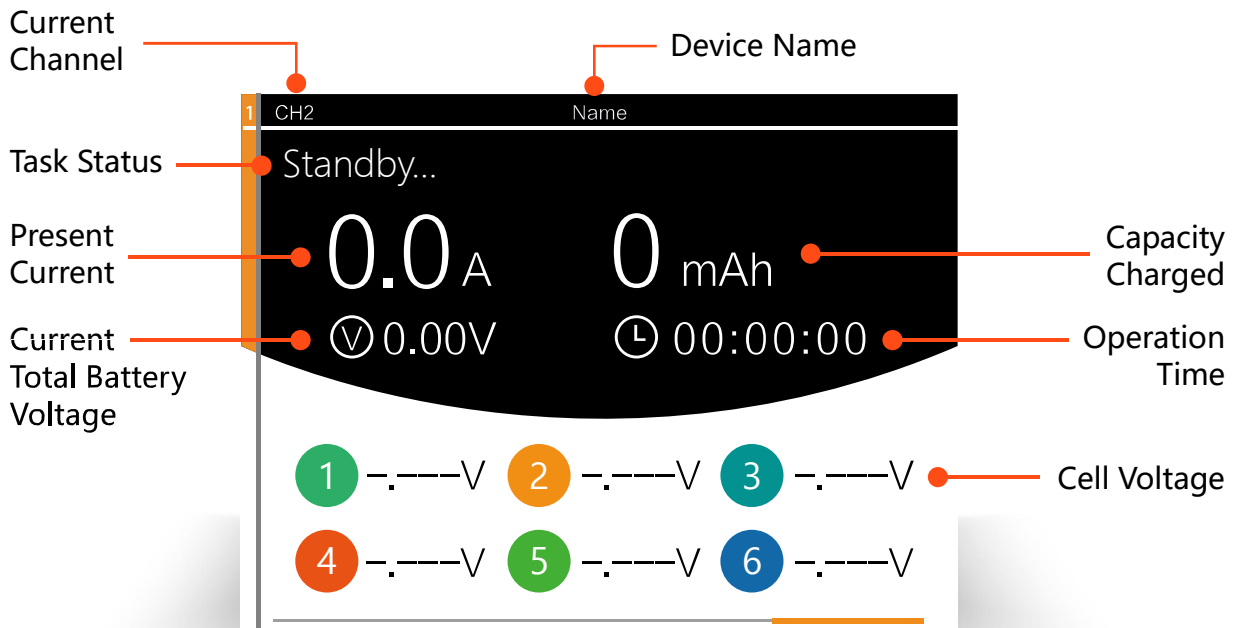 Current
Channel
Device Name
1
CH2
Name
Task Status
Standby...
Present
Current
0.0 A
0 mAh
Capacity
Charged
Current
Total Battery
Voltage
V 0.00V
00:00:00
Operation
Time
1 -.---V
2 -.---V
3 -.---V
Cell Voltage
4 -.---V
5 -.---V
6 -.---V